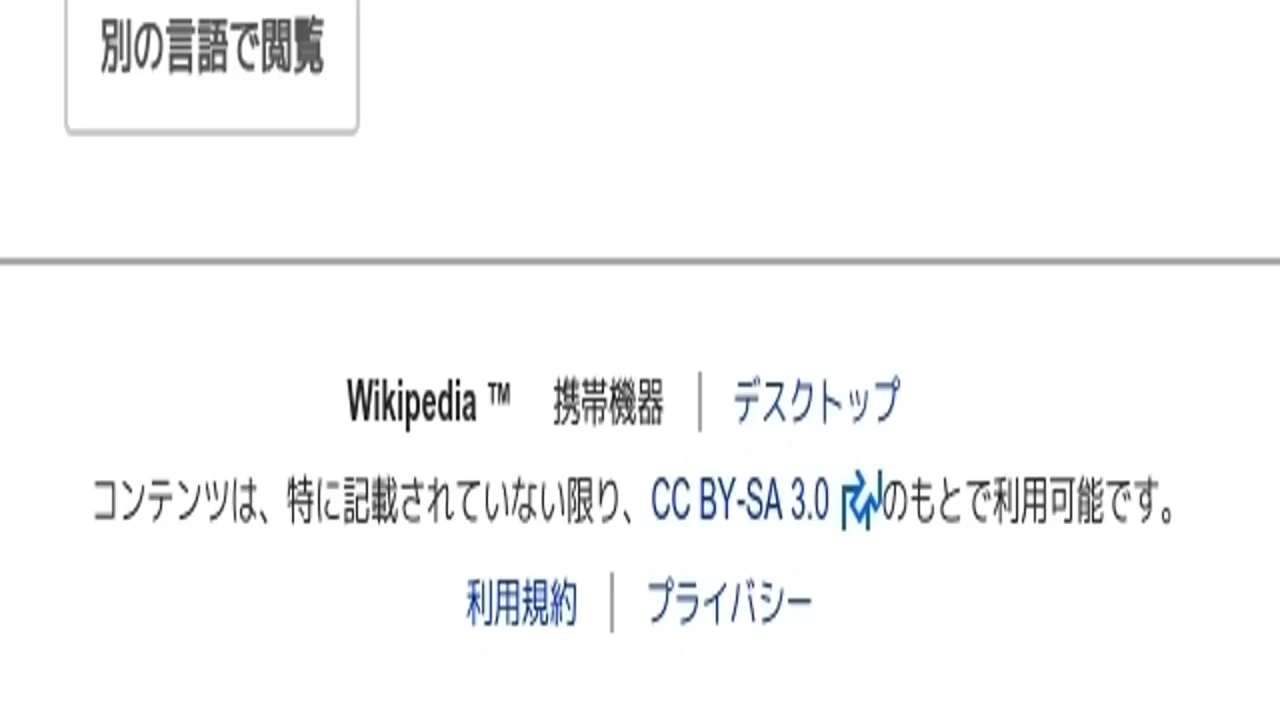 別の言語で閲覧
Wikipedia ™ 携帯機器 | デスクトップ
コンテンツは、特に記載されていない限り、CC BY-SA 3.0 のもとで利用可能です。
利用規約 | プライバシー